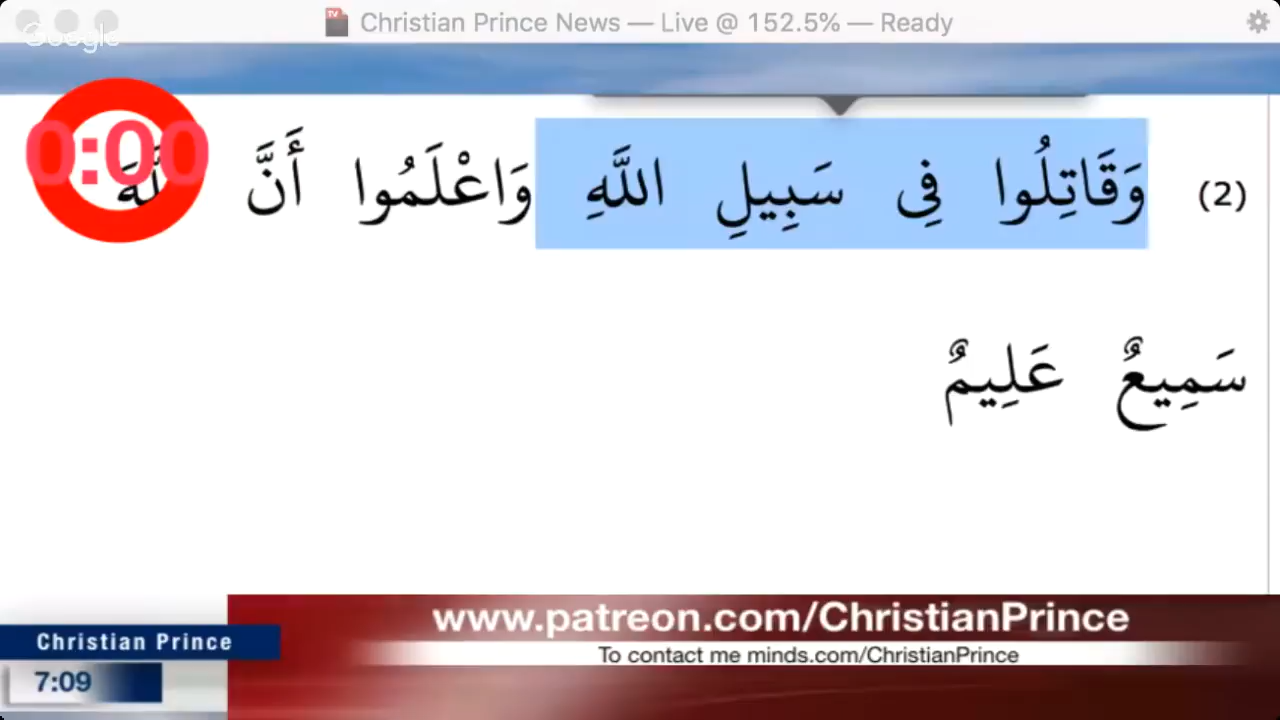 Christian Prince News — Live @ 152.5% — Ready
Google
0:00
(2) وَقَاتِلُوا فِى سَبِيلِ اللَّهِ وَاعْلَمُوا أَنَّ
سَمِيعٌ عَلِيمٌ
www.patreon.com/ChristianPrince
To contact me minds.com/ChristianPrince
Christian Prince
7:09